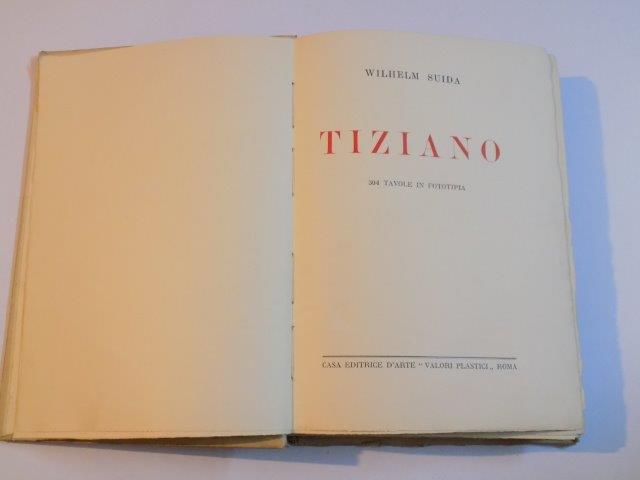 WILHELM SUIDA
TIZIANO
304 TAVOLE IN FOTOTIPIA
CASA EDITRICE D'ARTE “ VALORI PLASTICI „ ROMA